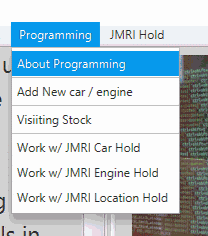 Programming JMRI Hold
About Programming
Add New car / engine
Visiiting Stock
Work w/ JMRI Car Hold
Work w/ JMRI Engine Hold
Work w/ JMRI Location Hold